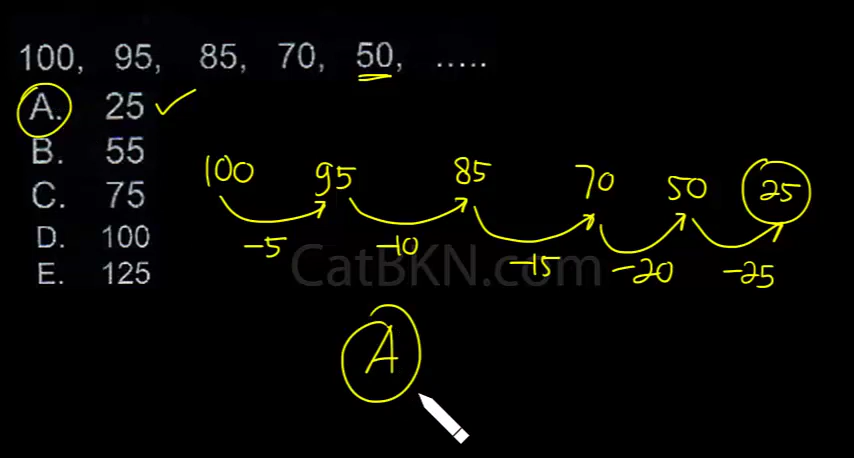 100, 95, 85, 70, 50, .....
A. 25
B. 55
C. 75
D. 100
E. 125
100 95 85 70 50 25
-5 -10 -15 -20 -25
CatBKN.com
A